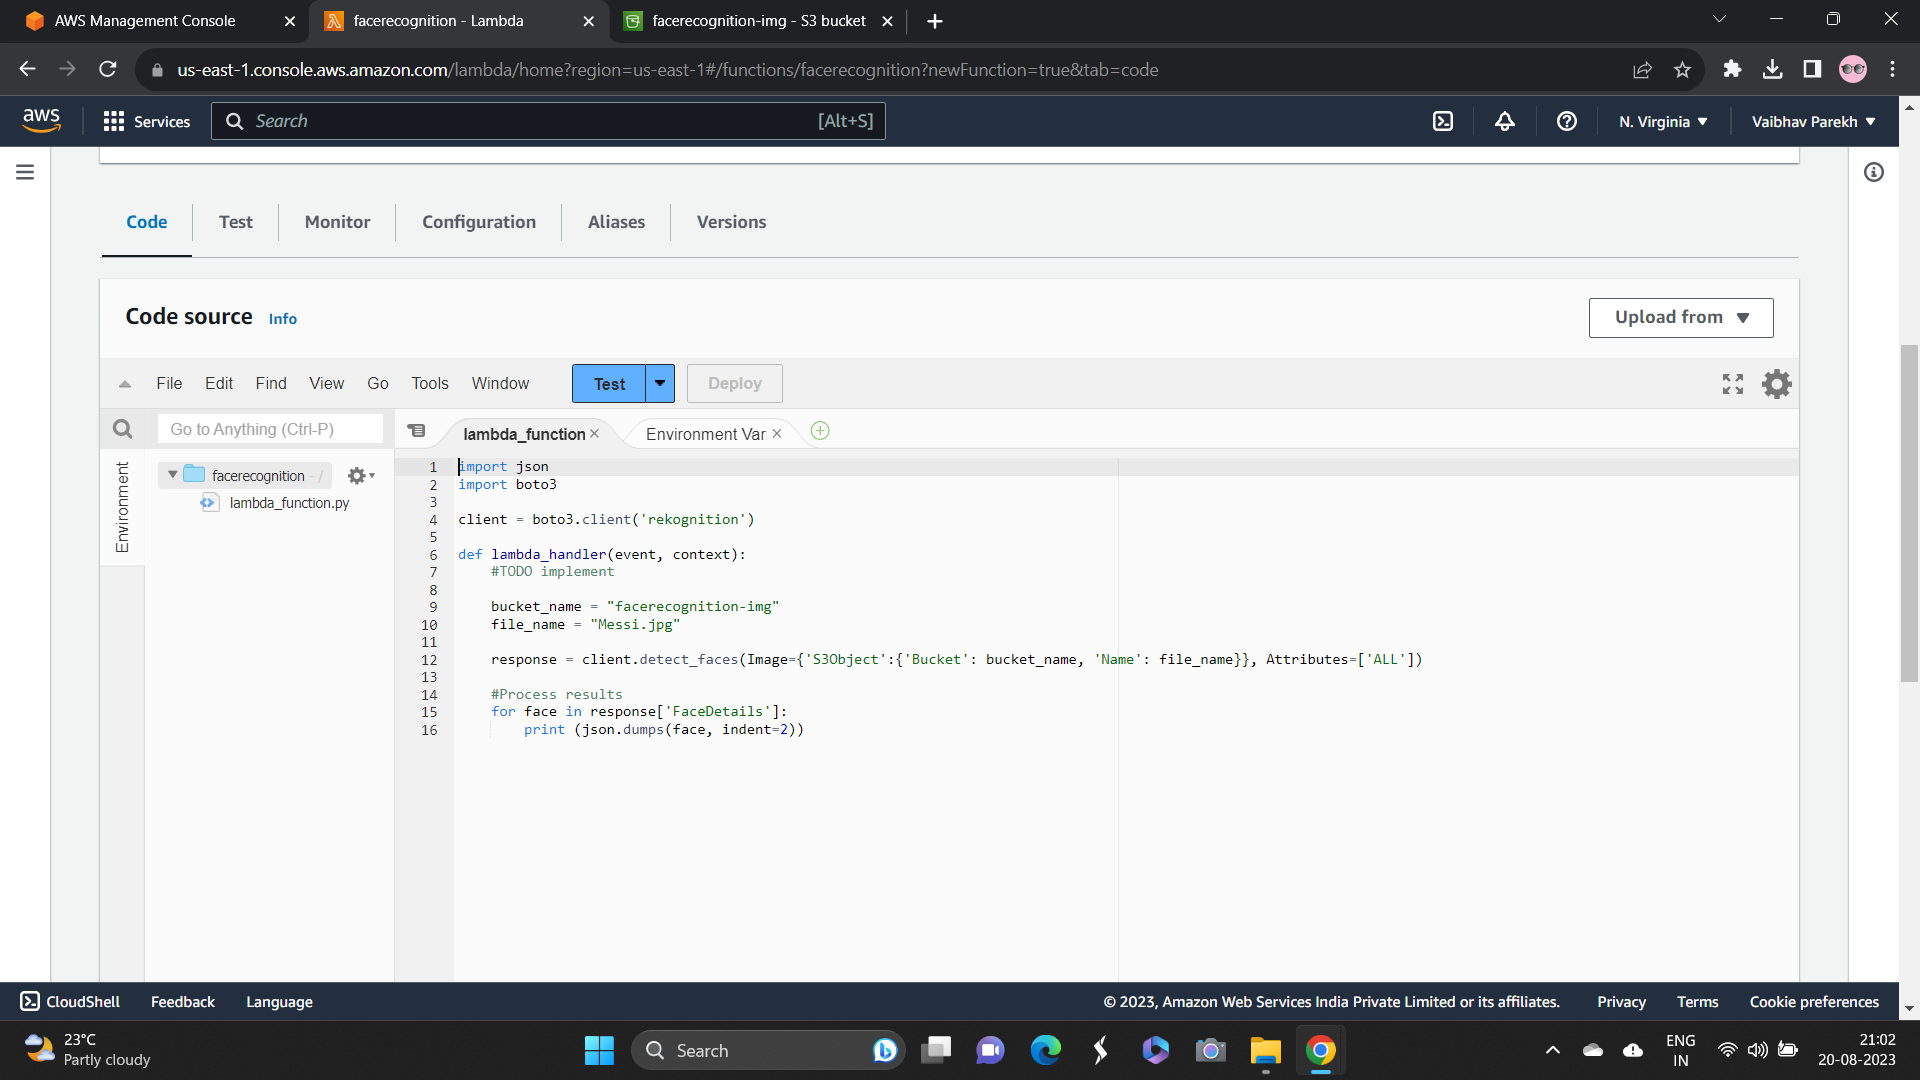 AWS Management Console
facerecognition - Lambda
facerecognition-img - S3 bucket
us-east-1.console.aws.amazon.com/lambda/home?region=us-east-1#/functions/facerecognition?newFunction=true&tab=code
aws
Services
Search
[Alt+S]
N. Virginia
Vaibhav Parekh
Code
Test
Monitor
Configuration
Aliases
Versions
Code source
Info
Upload from
File
Edit
Find
View
Go
Tools
Window
Test
Deploy
Go to Anything (Ctrl-P)
Environment
facerecognition - /
lambda_function.py
lambda_function
Environment Var
1 import json
2 import boto3
3
4 client = boto3.client('rekognition')
5
6 def lambda_handler(event, context):
7 #TODO implement
8
9 bucket_name = "facerecognition-img"
10 file_name = "Messi.jpg"
11
12 response = client.detect_faces(Image={'S3Object':{'Bucket': bucket_name, 'Name': file_name}}, Attributes=['ALL'])
13
14 #Process results
15 for face in response['FaceDetails']:
16 print (json.dumps(face, indent=2))
CloudShell
Feedback
Language
© 2023, Amazon Web Services India Private Limited or its affiliates.
Privacy
Terms
Cookie preferences
23°C
Partly cloudy
Search
ENG
IN
21:02
20-08-2023